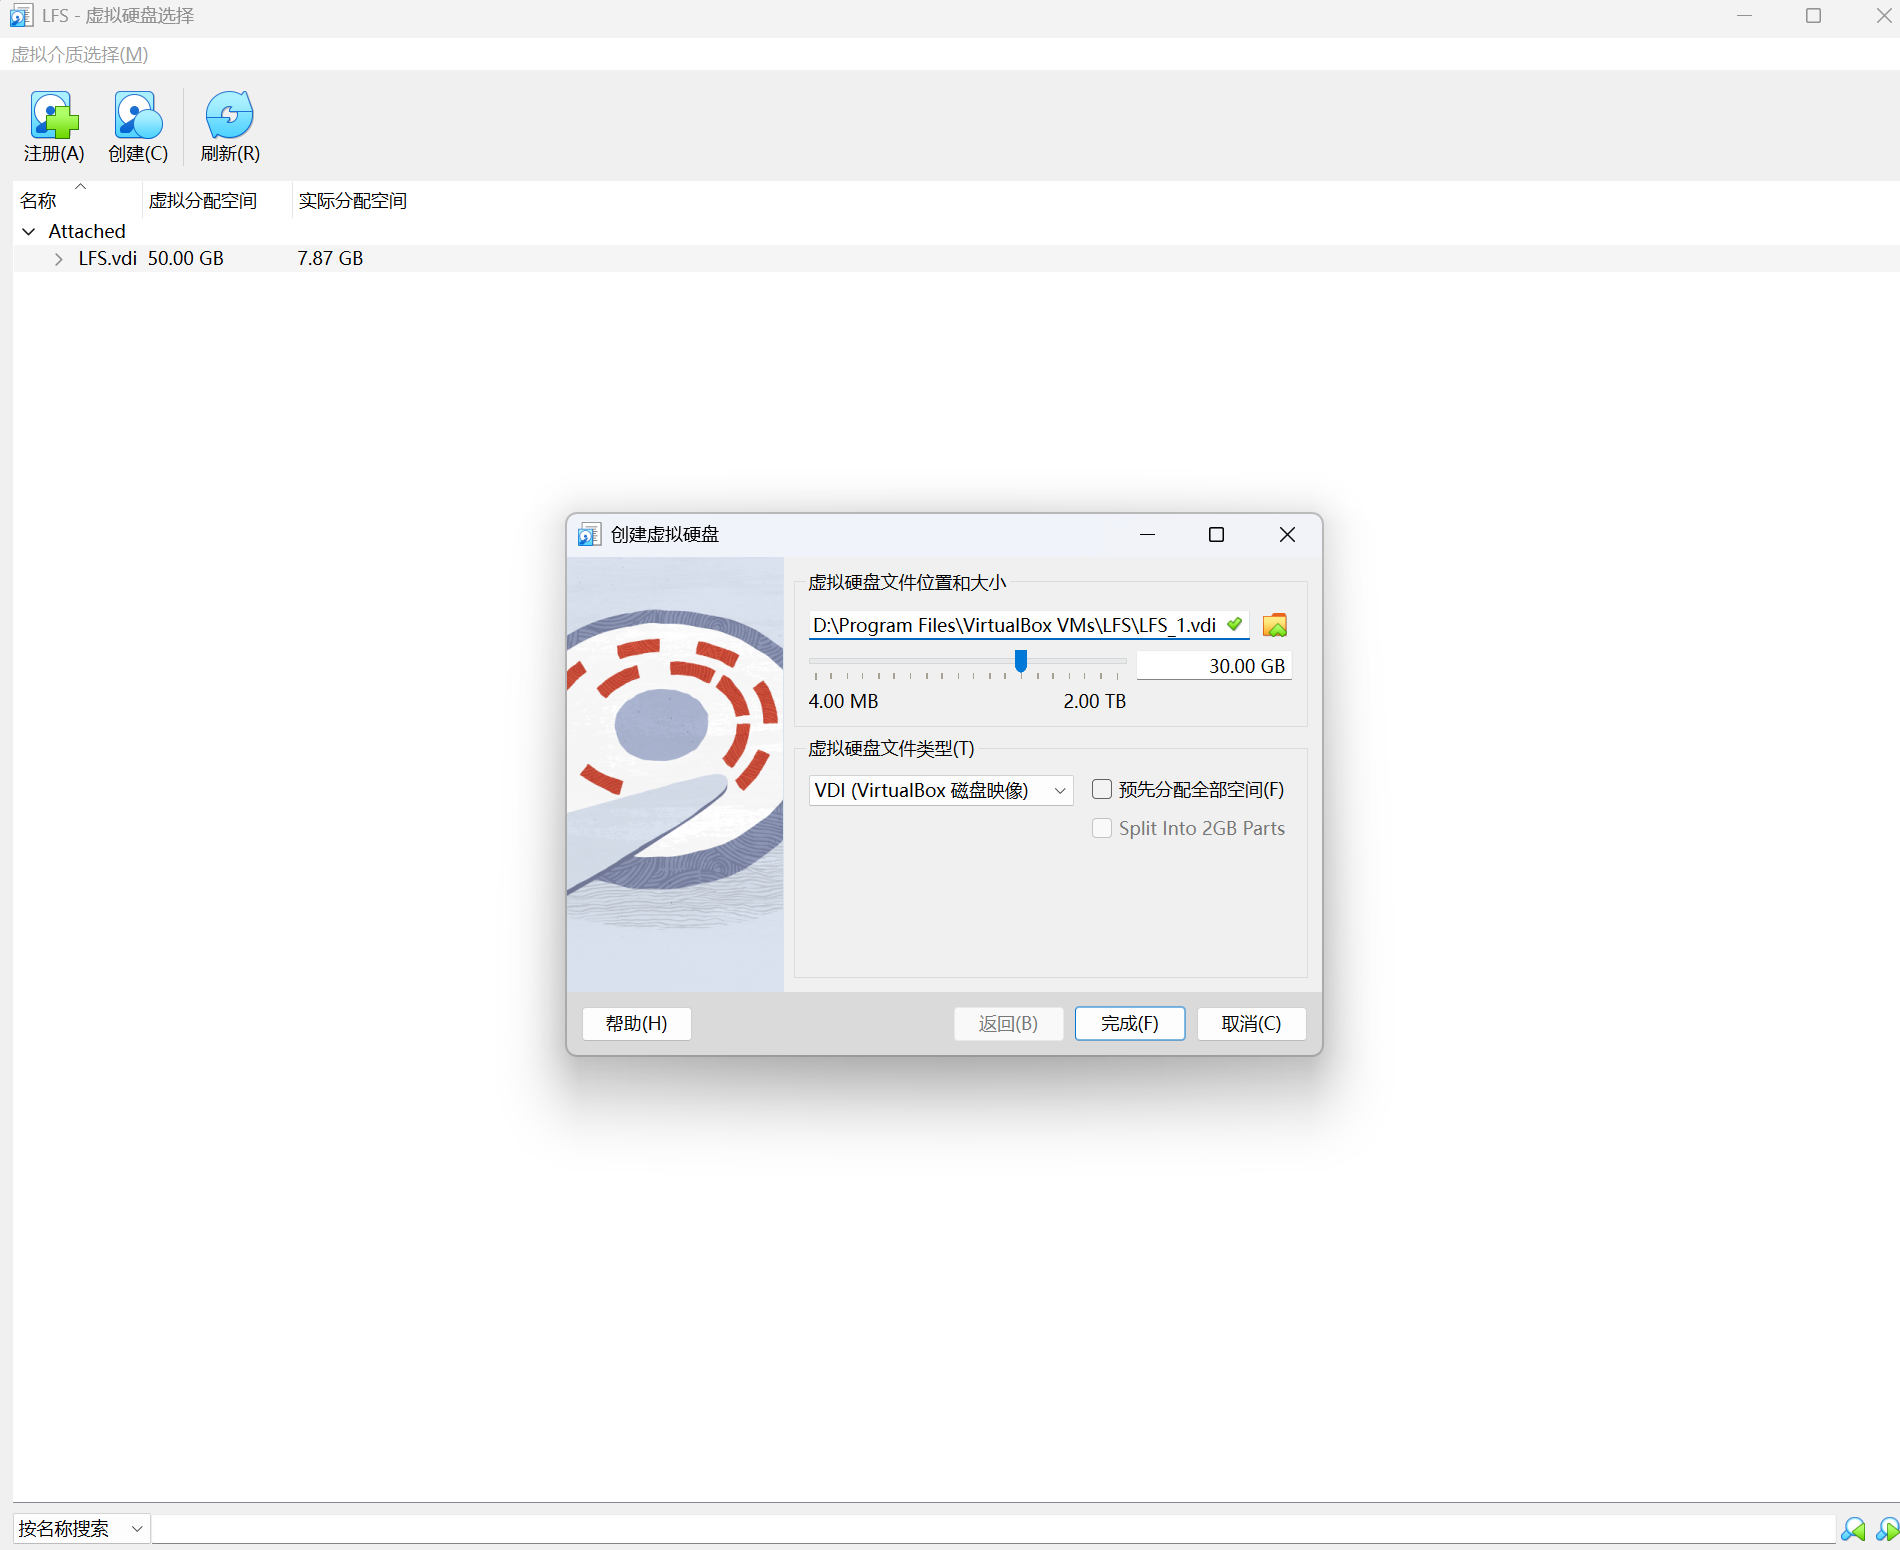 LFS - 虚拟硬盘选择
虚拟介质选择(M)
注册(A) 创建(C) 刷新(R)
名称 虚拟分配空间 实际分配空间
Attached
LFS.vdi 50.00 GB 7.87 GB
创建虚拟硬盘
虚拟硬盘文件位置和大小
D:\Program Files\VirtualBox VMs\LFS\LFS_1.vdi
30.00 GB
4.00 MB 2.00 TB
虚拟硬盘文件类型(T)
VDI (VirtualBox 磁盘映像) 预先分配全部空间(F)
Split Into 2GB Parts
帮助(H) 返回(B) 完成(F) 取消(C)
按名称搜索